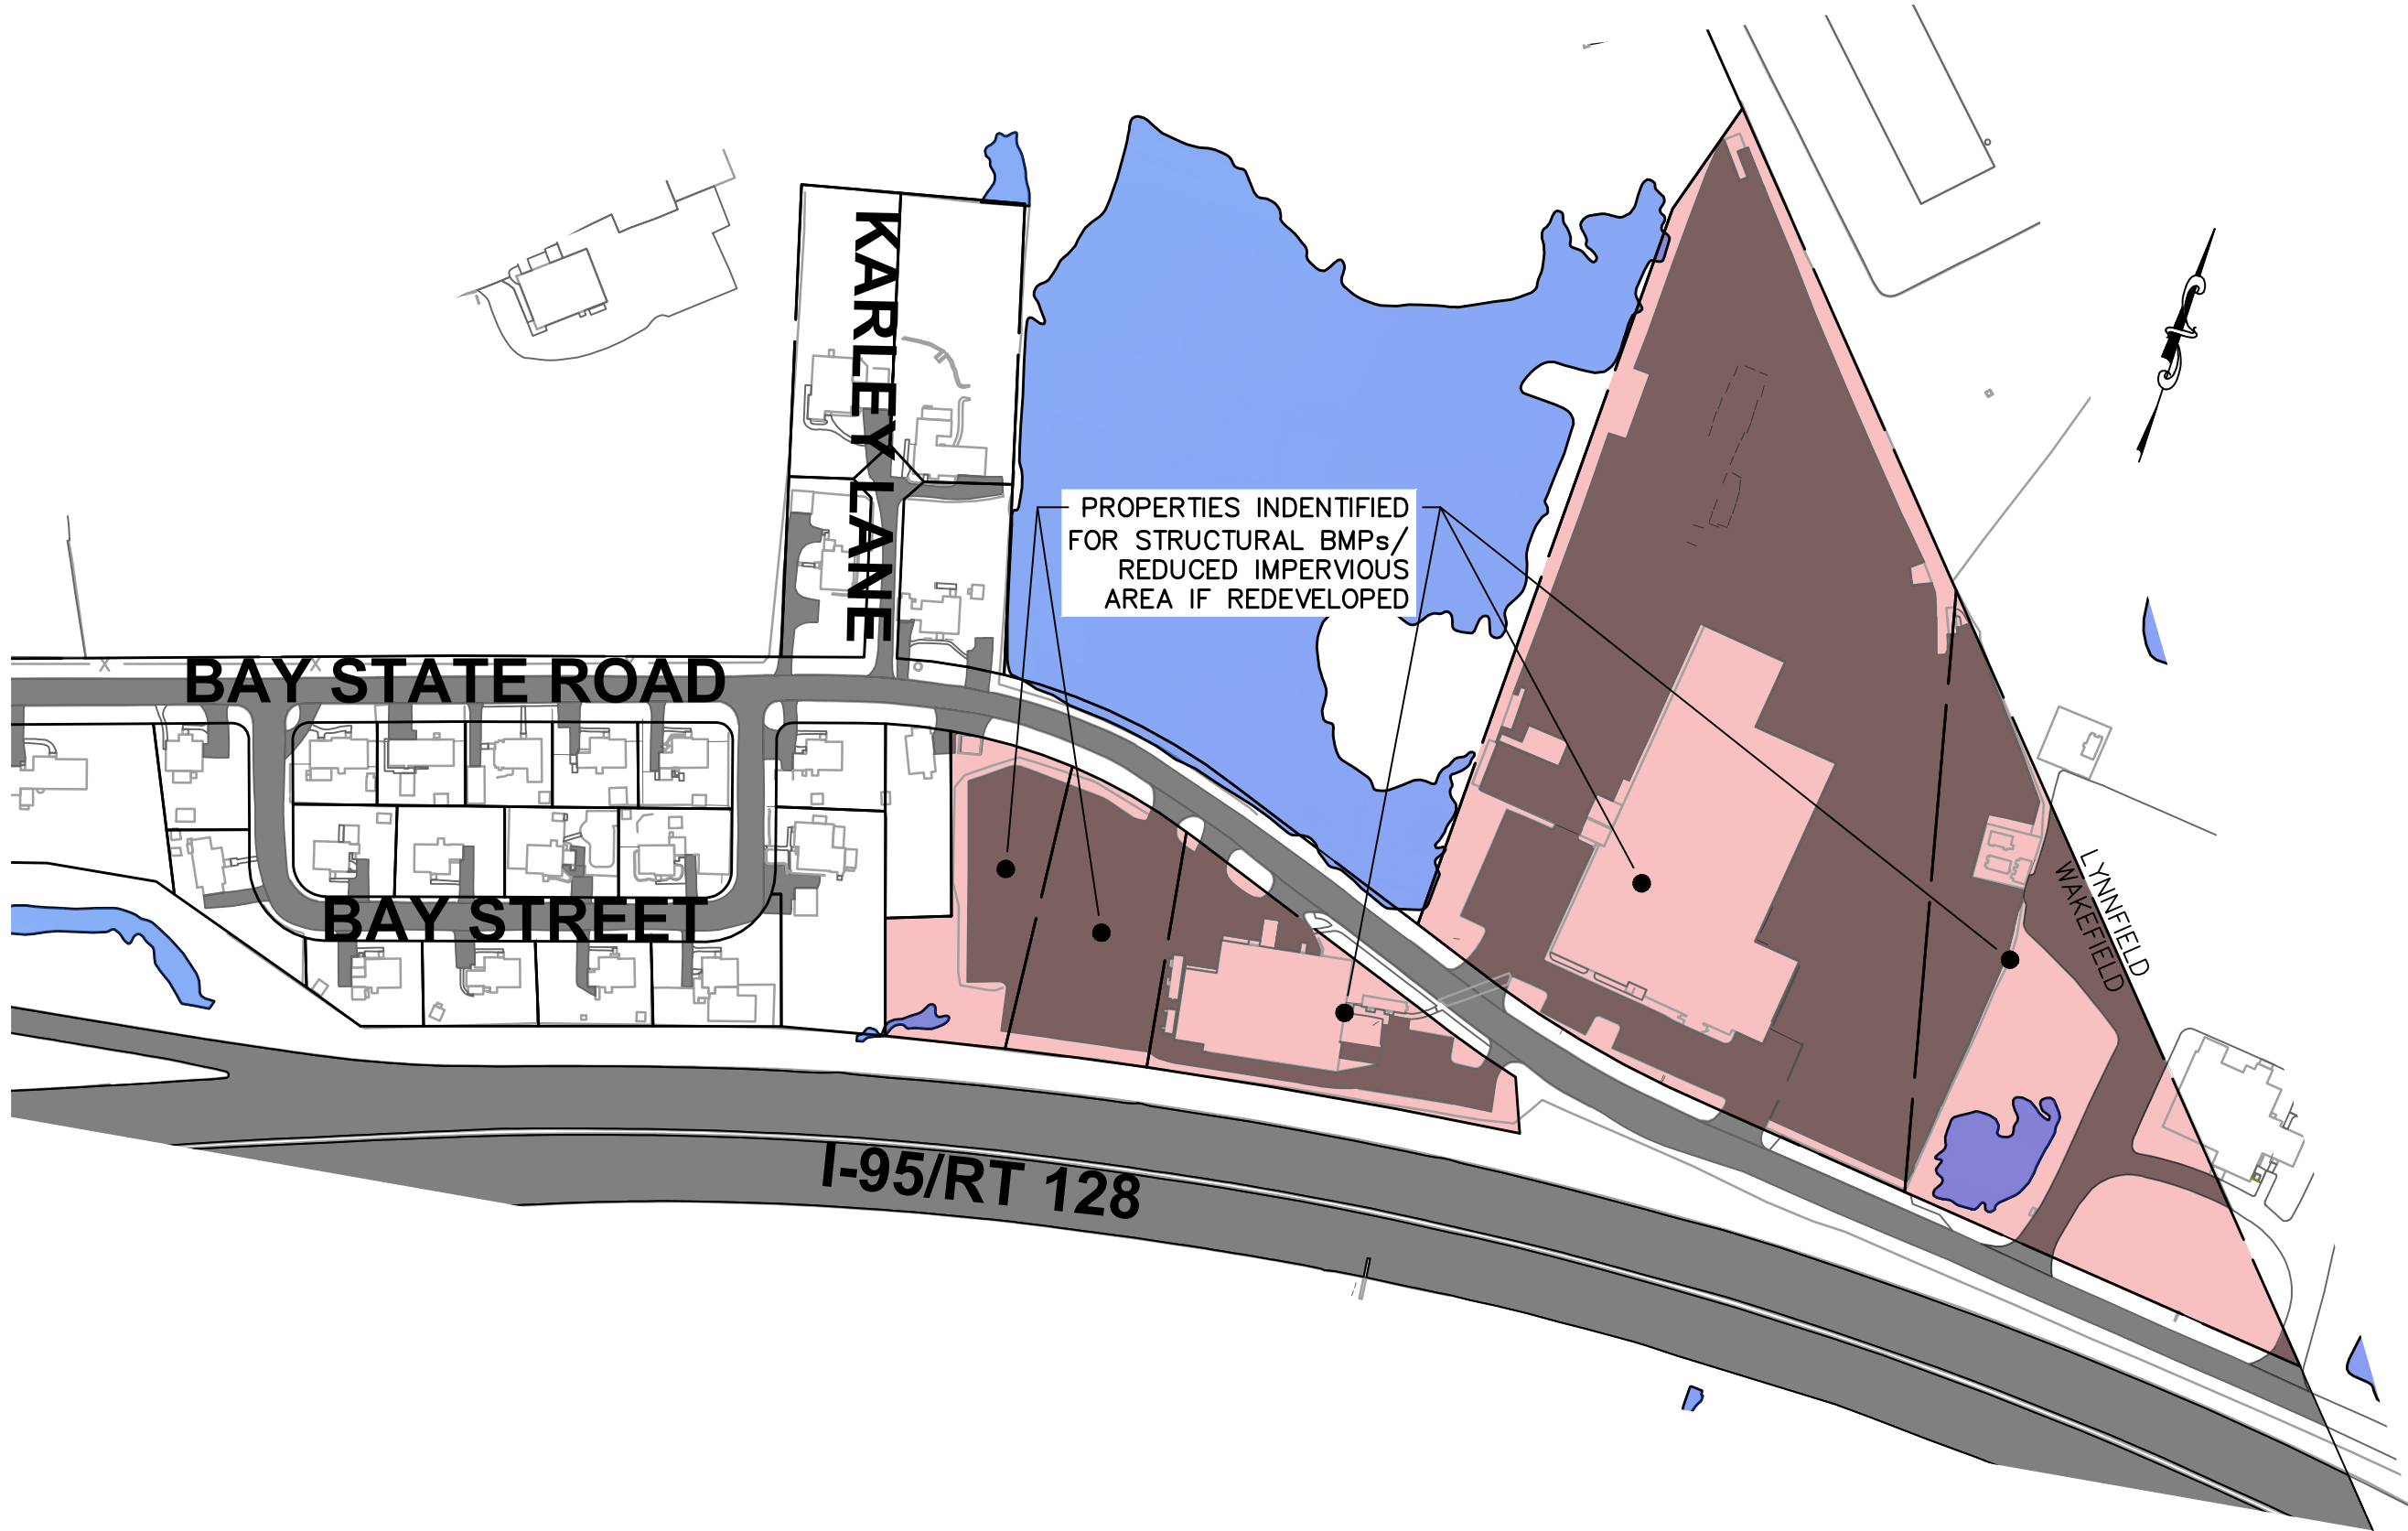 KARLEY LANE
PROPERTIES INDENTIFIED
FOR STRUCTURAL BMPs/
REDUCED IMPERVIOUS
AREA IF REDEVELOPED
BAY STATE ROAD
BAY STREET
LYNNFIELD
WAKEFIELD
I-95/RT 128